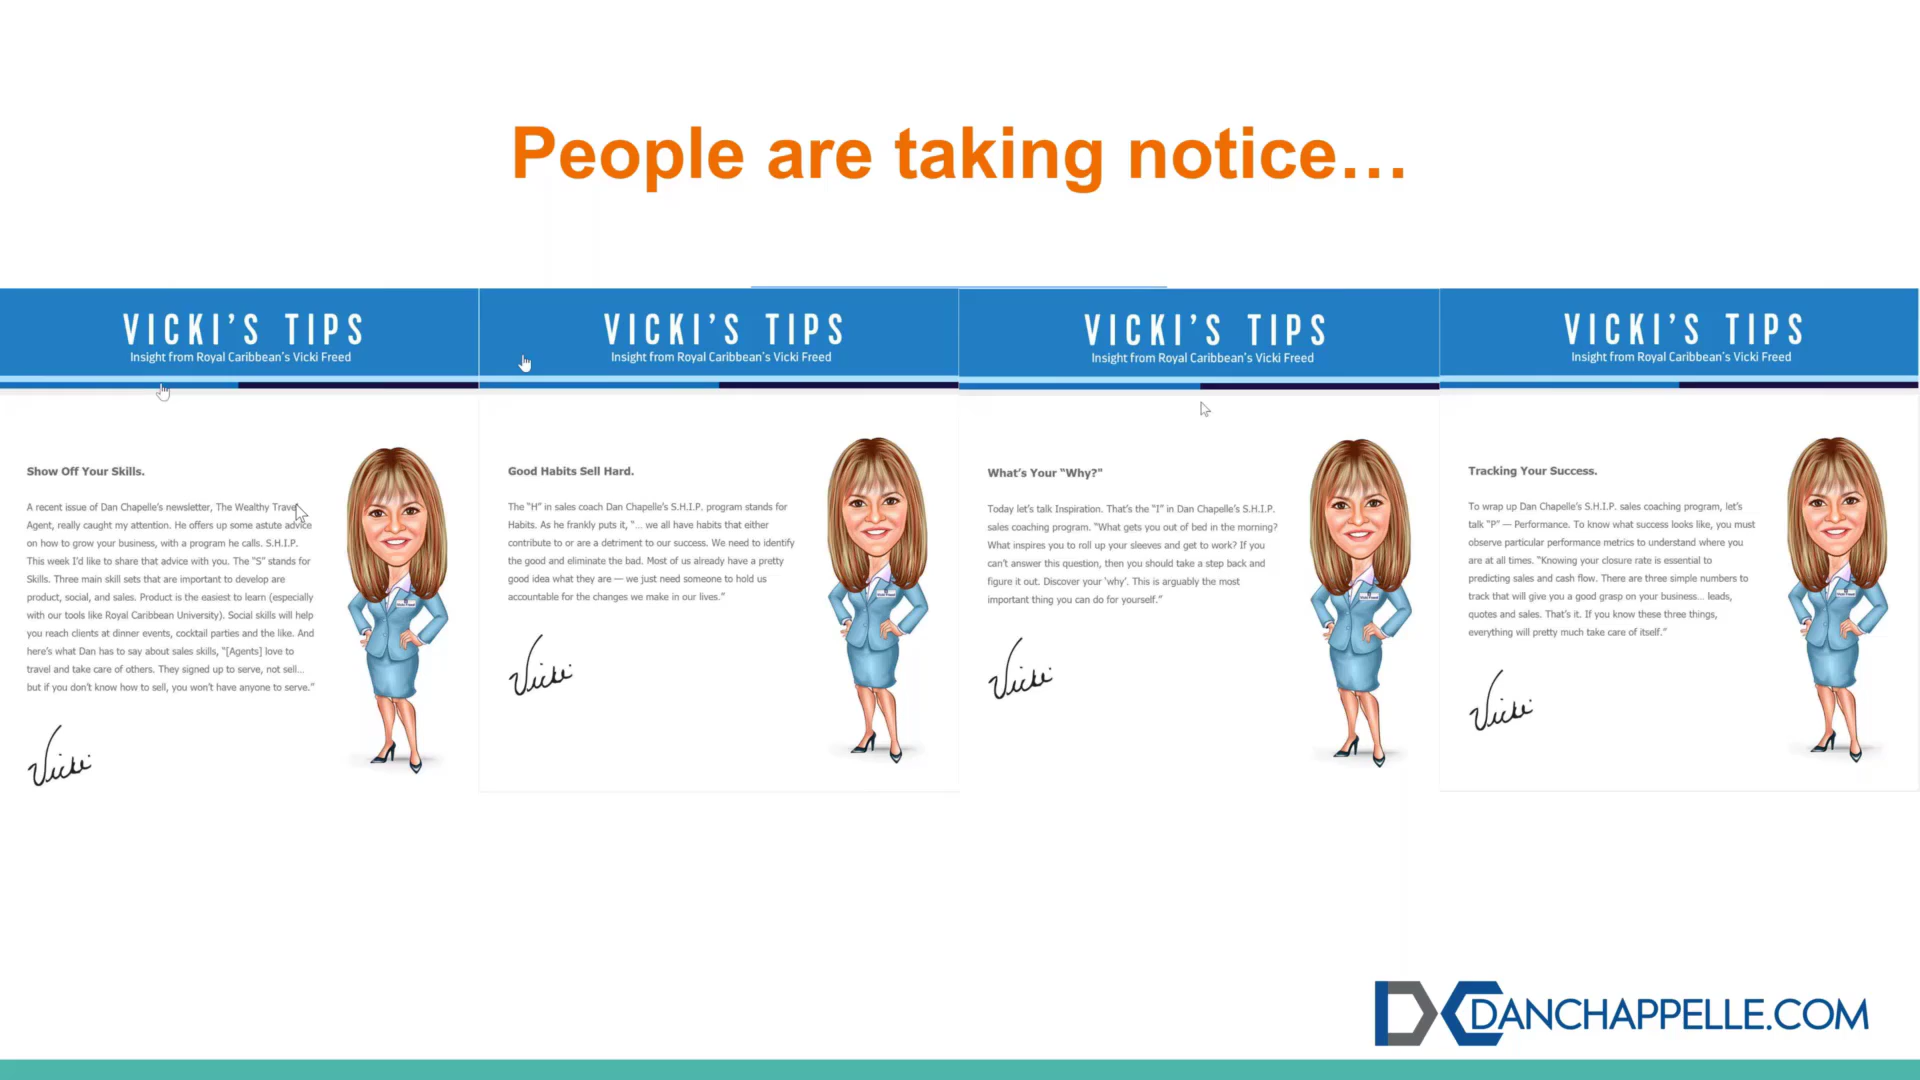 People are taking notice…
VICKI'S TIPS
Insight from Royal Caribbean's Vicki Freed
Show Off Your Skills.
A recent issue of Dan Chapelle's newsletter, The Wealthy Travel
Agent, really caught my attention. He offers up some astute advice
on how to grow your business, with a program he calls. S.H.I.P.
This week I'd like to share that advice with you. The “S” stands for
Skills. Three main skill sets that are important to develop are
product, social, and sales. Product is the easiest to learn (especially
with our tools like Royal Caribbean University). Social skills will help
you reach clients at dinner events, cocktail parties and the like. And
here's what Dan has to say about sales skills, “[Agents] love to
travel and take care of others. They signed up to serve, not sell...
but if you don't know how to sell, you won't have anyone to serve.”
Vicki
VICKI'S TIPS
Insight from Royal Caribbean's Vicki Freed
Good Habits Sell Hard.
The “H” in sales coach Dan Chapelle's S.H.I.P. program stands for
Habits. As he frankly puts it, “... we all have habits that either
contribute to or are a detriment to our success. We need to identify
the good and eliminate the bad. Most of us already have a pretty
good idea what they are — we just need someone to hold us
accountable for the changes we make in our lives.”
Vicki
VICKI'S TIPS
Insight from Royal Caribbean's Vicki Freed
What's Your “Why?”
Today let's talk Inspiration. That's the “I” in Dan Chapelle's S.H.I.P.
sales coaching program. “What gets you out of bed in the morning?
What inspires you to roll up your sleeves and get to work? If you
can't answer this question, then you should take a step back and
figure it out. Discover your 'why'. This is arguably the most
important thing you can do for yourself.”
Vicki
VICKI'S TIPS
Insight from Royal Caribbean's Vicki Freed
Tracking Your Success.
To wrap up Dan Chapelle's S.H.I.P. sales coaching program, let's
talk “P” — Performance. To know what success looks like, you must
observe particular performance metrics to understand where you
are at all times. “Knowing your closure rate is essential to
predicting sales and cash flow. There are three simple numbers to
track that will give you a good grasp on your business... leads,
quotes and sales. That's it. If you know these three things,
everything will pretty much take care of itself.”
Vicki
DC DANCHAPPELLE.COM